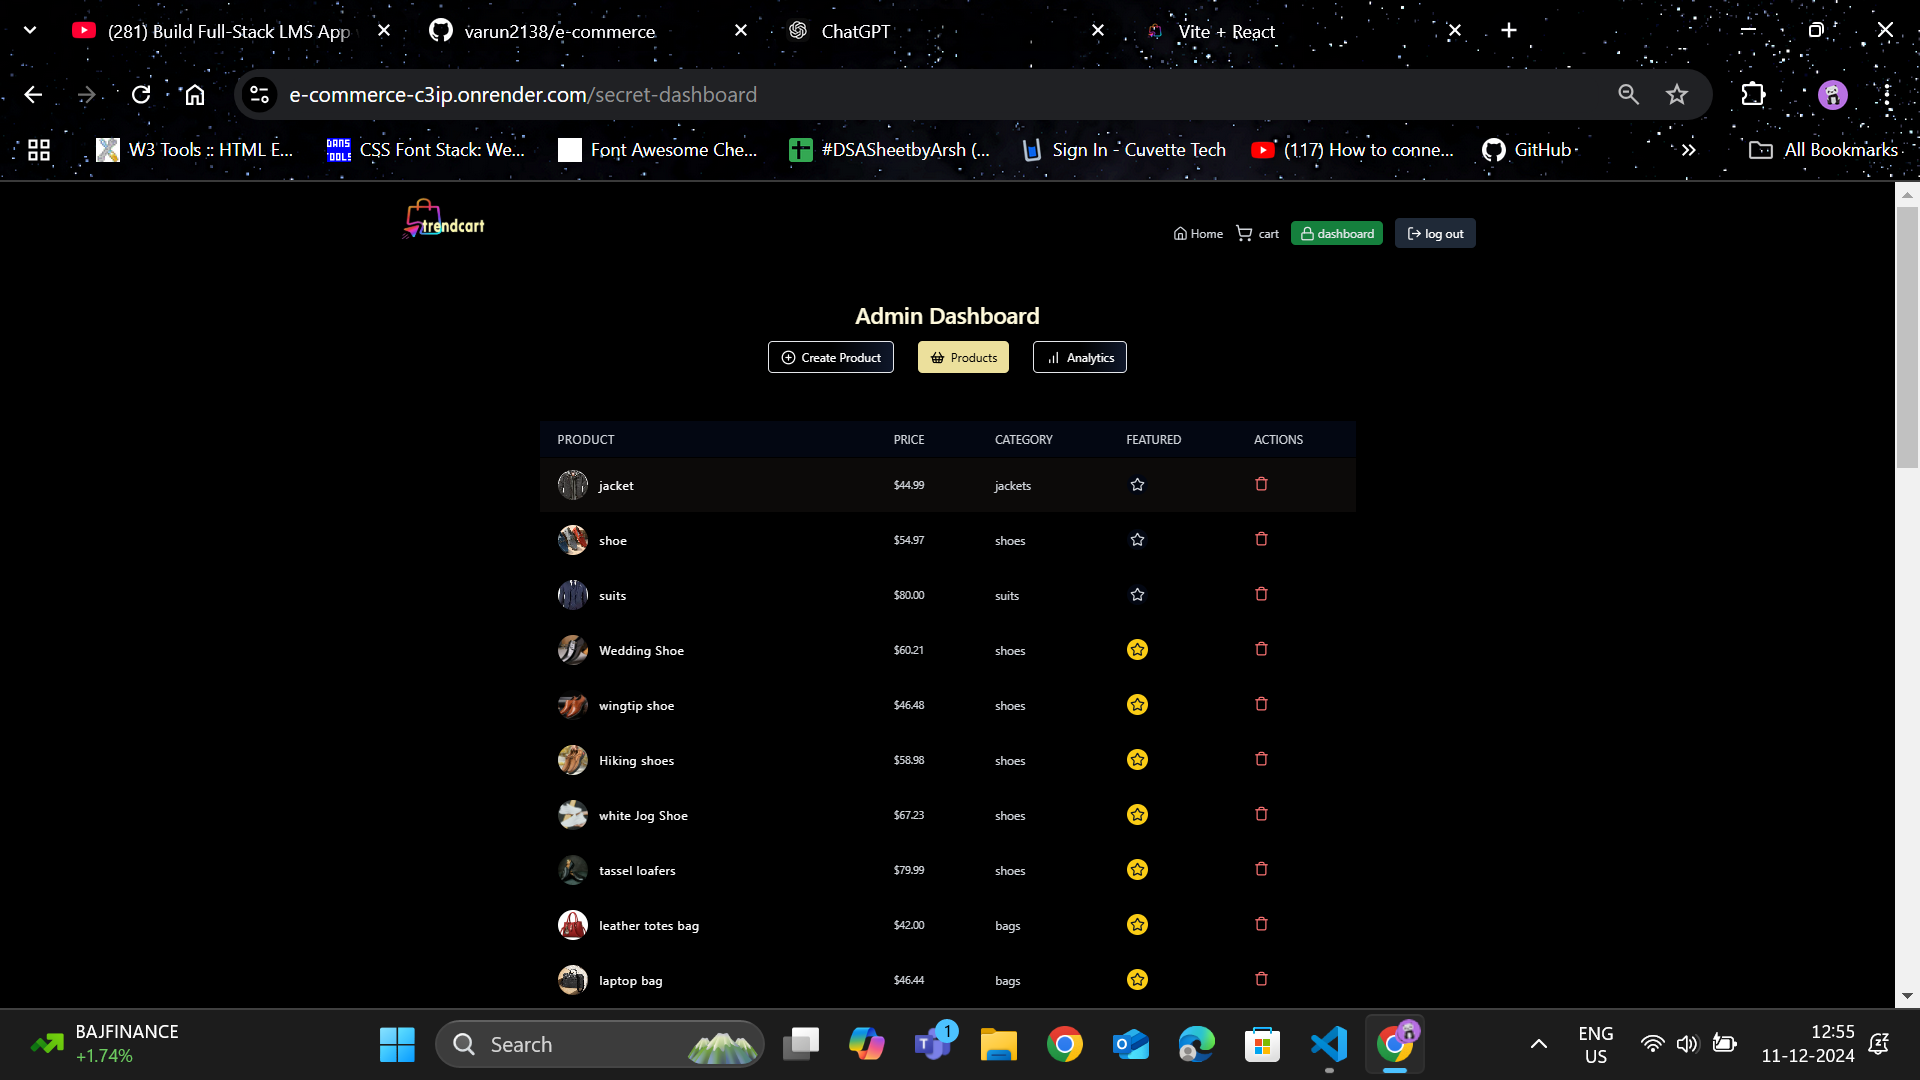 (281) Build Full-Stack LMS App
varun2138/e-commerce
ChatGPT
Vite + React
e-commerce-c3ip.onrender.com/secret-dashboard
DANS TOOLS
W3 Tools :: HTML E...
CSS Font Stack: We...
Font Awesome Che...
#DSASheetbyArsh (...
Sign In - Cuvette Tech
(117) How to conne...
GitHub
All Bookmarks
trendcart
Home
cart
dashboard
log out
Admin Dashboard
Create Product
Products
Analytics
PRODUCT PRICE CATEGORY FEATURED ACTIONS
jacket $44.99 jackets
shoe $54.97 shoes
suits $80.00 suits
Wedding Shoe $60.21 shoes
wingtip shoe $46.48 shoes
Hiking shoes $58.98 shoes
white Jog Shoe $67.23 shoes
tassel loafers $79.99 shoes
leather totes bag $42.00 bags
laptop bag $46.44 bags
BAJFINANCE
+1.74%
Search
1
ENG
US
12:55
11-12-2024